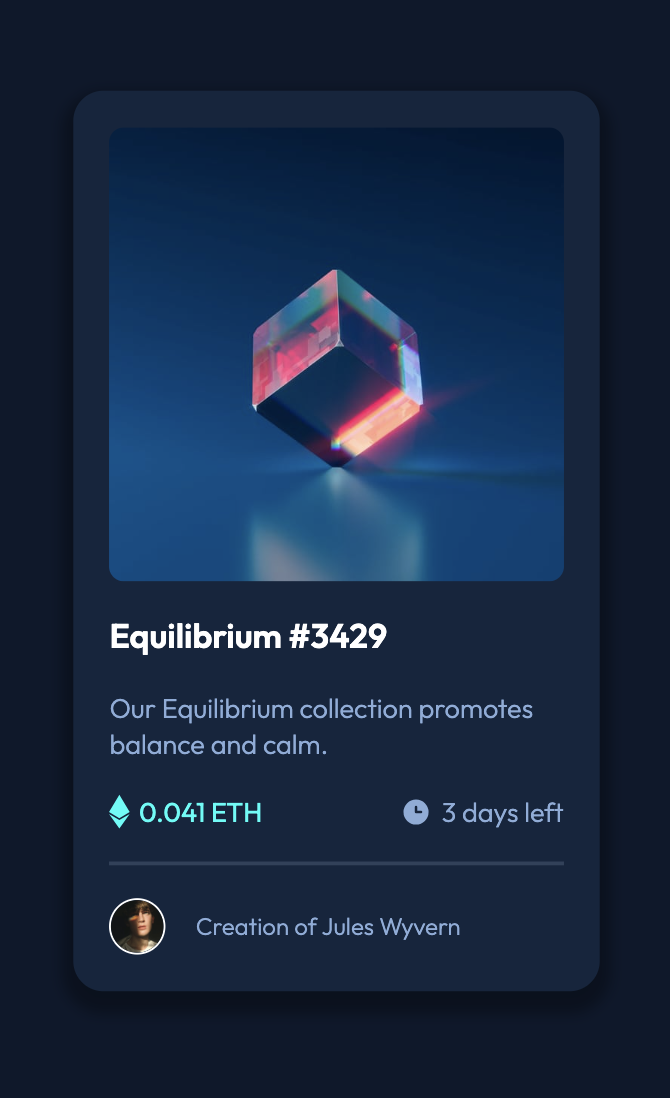 Equilibrium #3429
Our Equilibrium collection promotes
balance and calm.
0.041 ETH
3 days left
Creation of Jules Wyvern